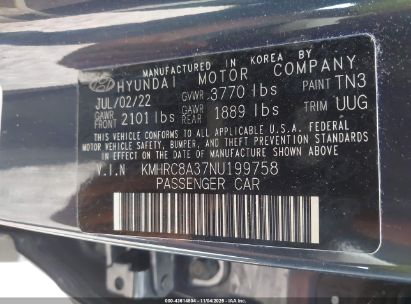 MANUFACTURED IN KOREA BY
HYUNDAI MOTOR COMPANY
JUL/02/22 GVWR 3770 lbs PAINT TN3
GAWR FRONT 2101 lbs GAWR REAR 1889 lbs TRIM UUG
THIS VEHICLE CONFORMS TO ALL APPLICABLE U.S.A. FEDERAL
MOTOR VEHICLE SAFETY, BUMPER, AND THEFT PREVENTION STANDARDS
IN EFFECT ON THE DATE OF MANUFACTURE SHOWN ABOVE.
V.I.N KMHRC8A37NU199758
PASSENGER CAR